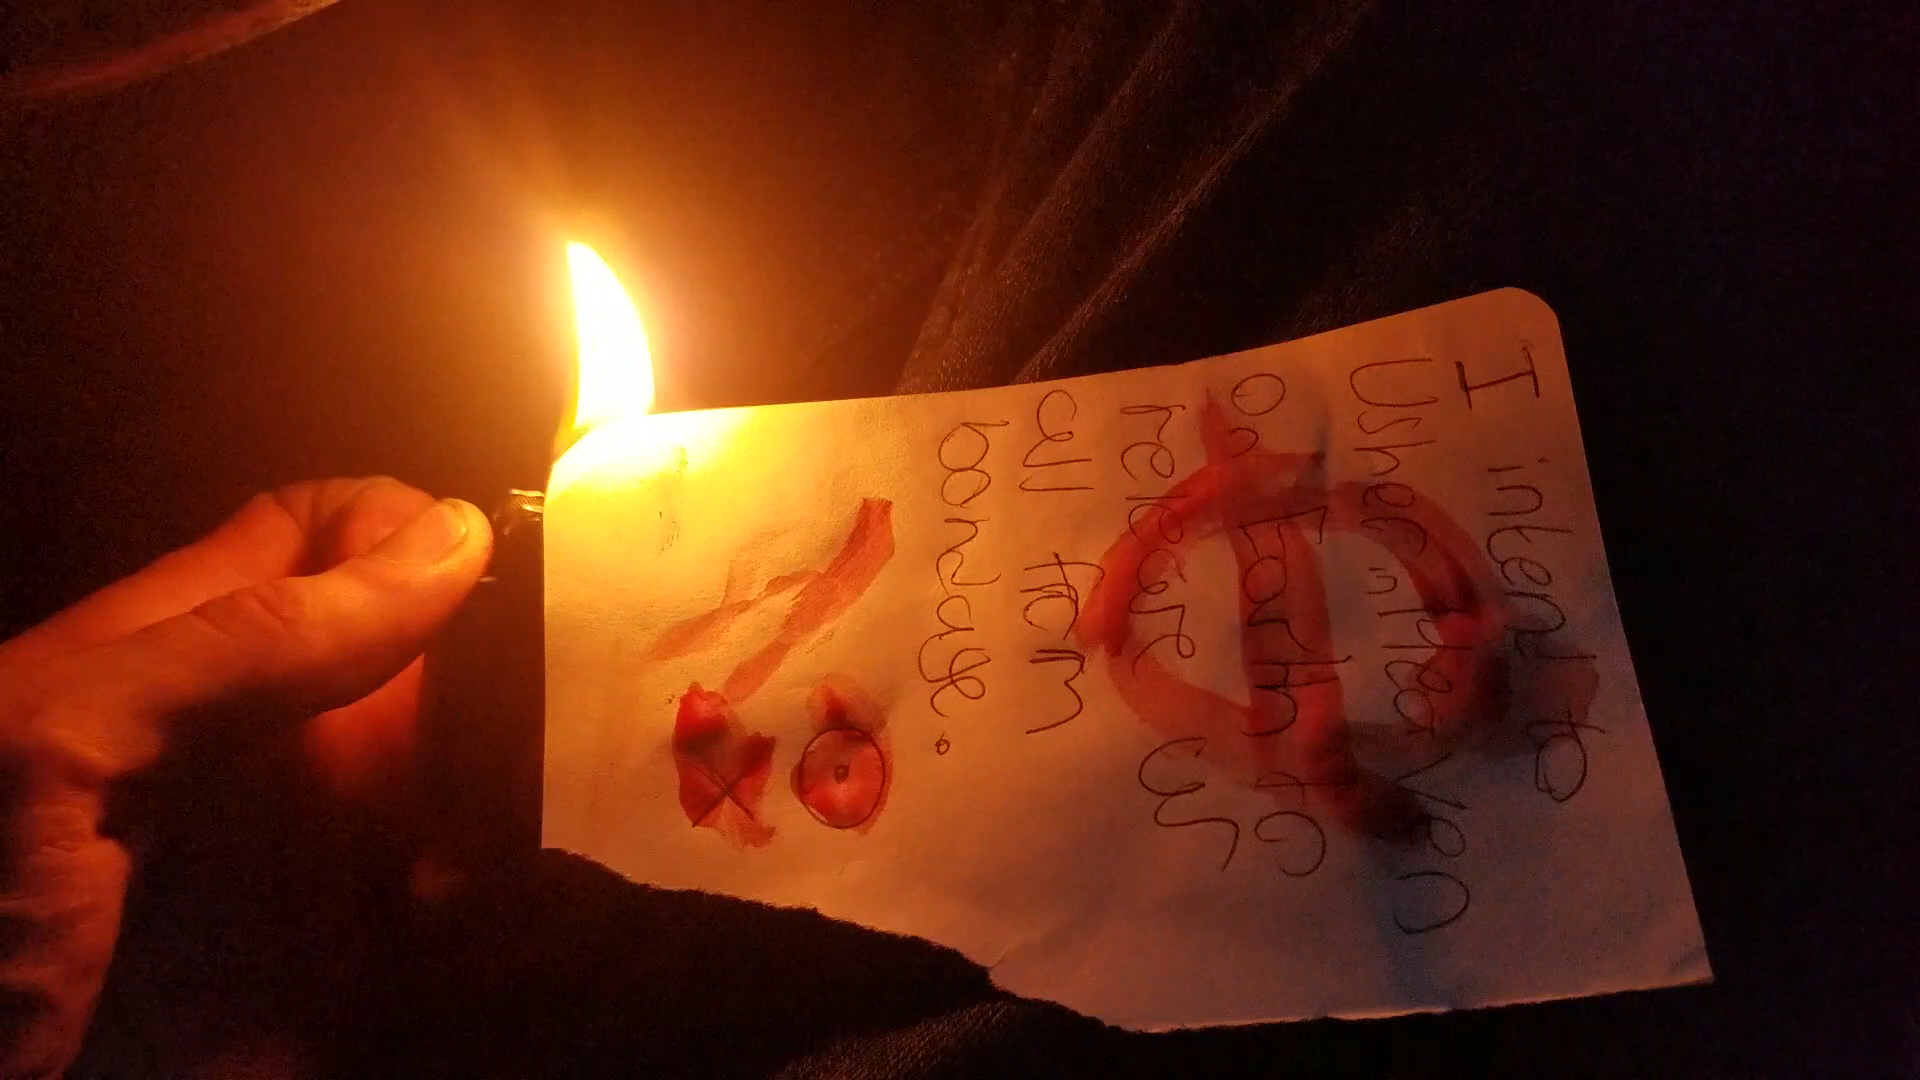 I intend to
Usher in Heaven
on Earth to
release us
all from
bondage.